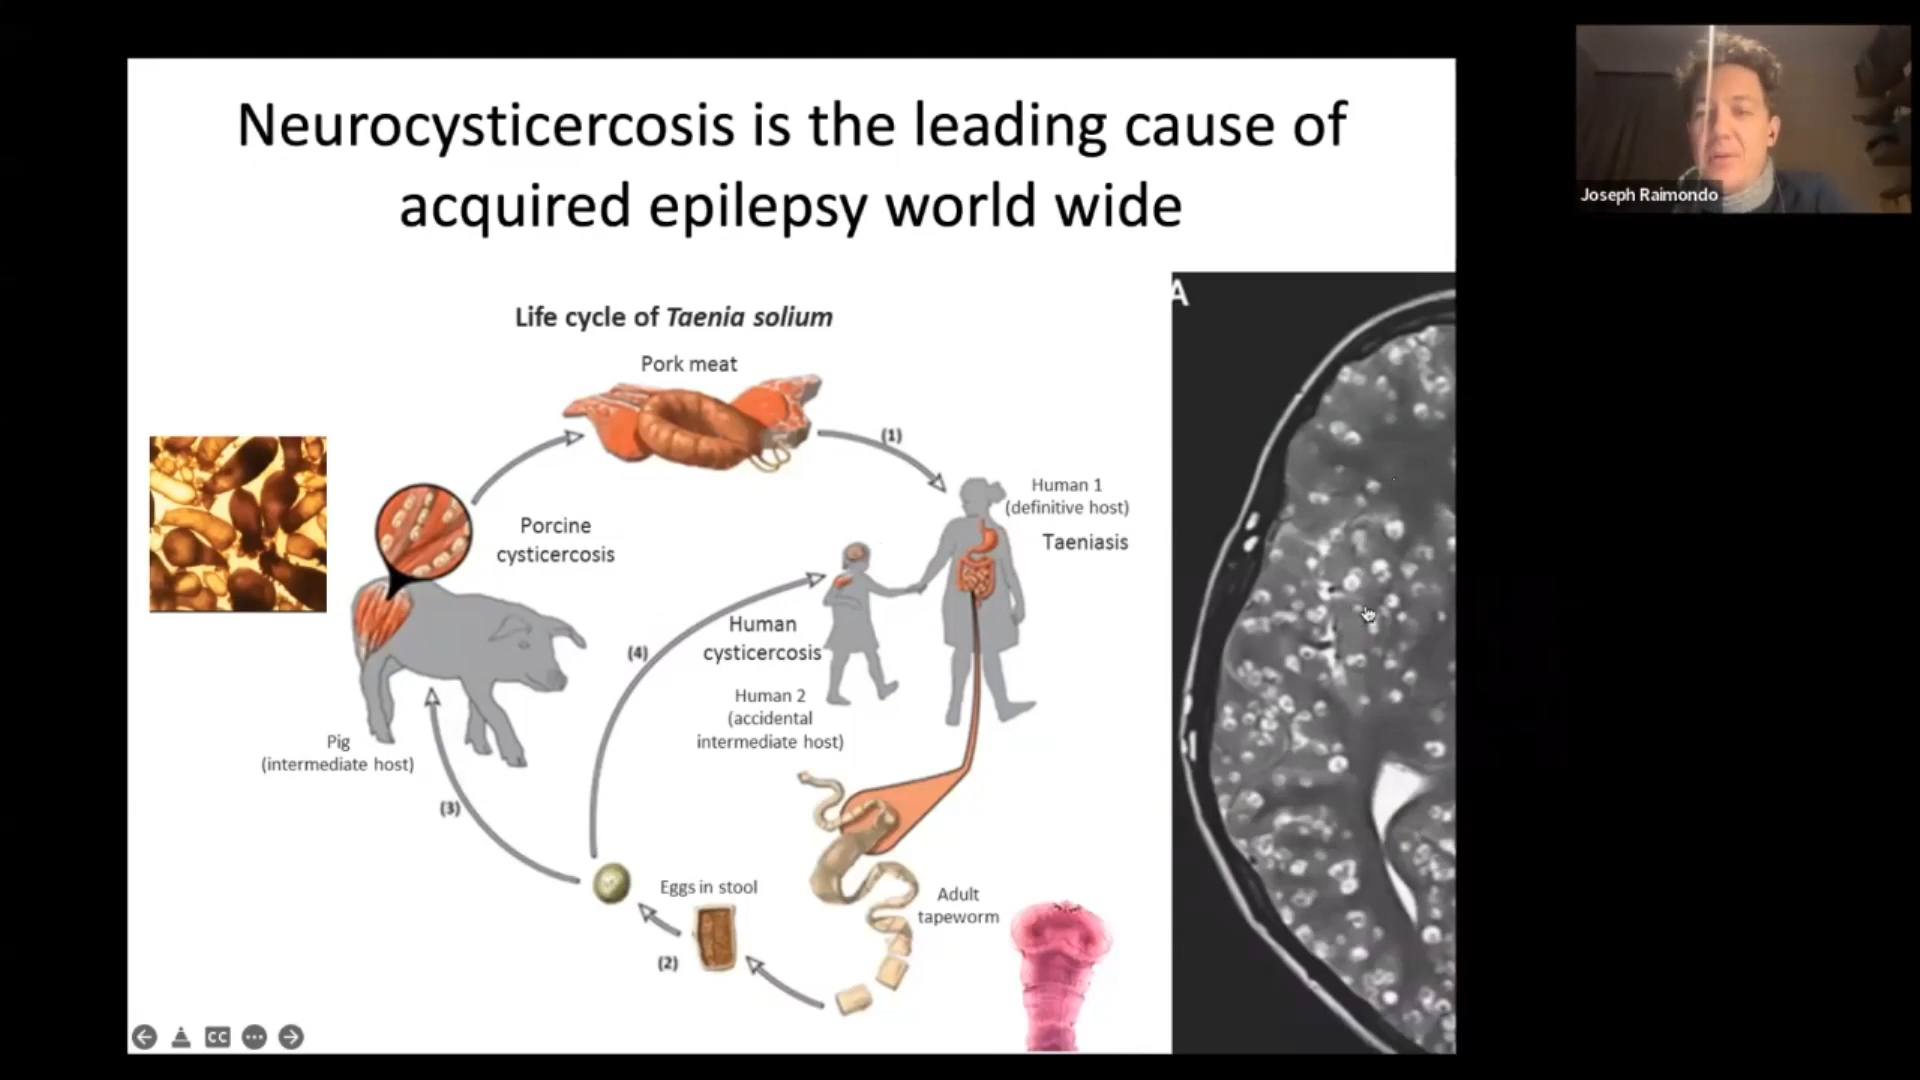 Neurocysticercosis is the leading cause of
acquired epilepsy world wide
Joseph Raimondo
A
Life cycle of Taenia solium
Pork meat
(1)
Human 1
(definitive host)
Taeniasis
Porcine
cysticercosis
Human
cysticercosis
(4)
Human 2
(accidental
intermediate host)
Pig
(intermediate host)
(3)
Eggs in stool
Adult
tapeworm
(2)
CC